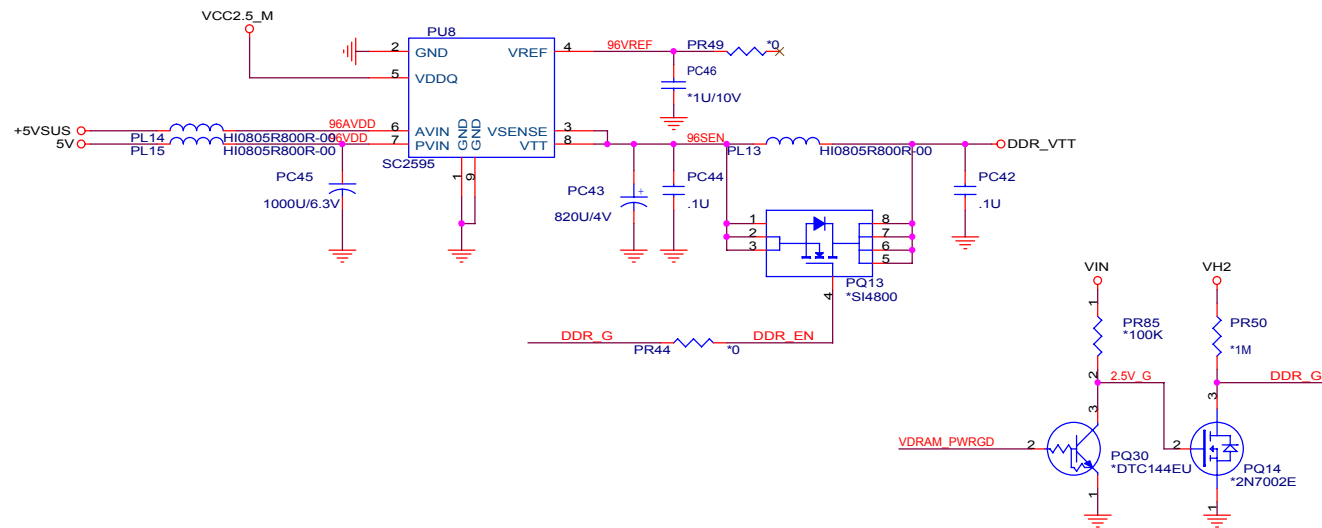 VCC2.5_M
PU8
2 GND VREF 4 96VREF PR49 *0
5 VDDQ
PC46
*1U/10V
+5VSUS
5V
PL14 HI0805R800R-00 96AVDD 6 AVIN VSENSE 3
PL15 HI0805R800R-00 96VDD 7 PVIN VTT 8 96SEN
GND
GND
1
9
SC2595
PL13 HI0805R800R-00 DDR_VTT
PC45
1000U/6.3V
PC43
+
820U/4V
PC44
.1U
PC42
.1U
1 8
2 7
3 6
5
4
PQ13
*SI4800
DDR_G PR44 *0 DDR_EN
VIN
1
PR85
*100K
2
VH2
PR50
*1M
2.5V_G
DDR_G
3
3
VDRAM_PWRGD 2
2
PQ30
*DTC144EU
PQ14
*2N7002E
1
1